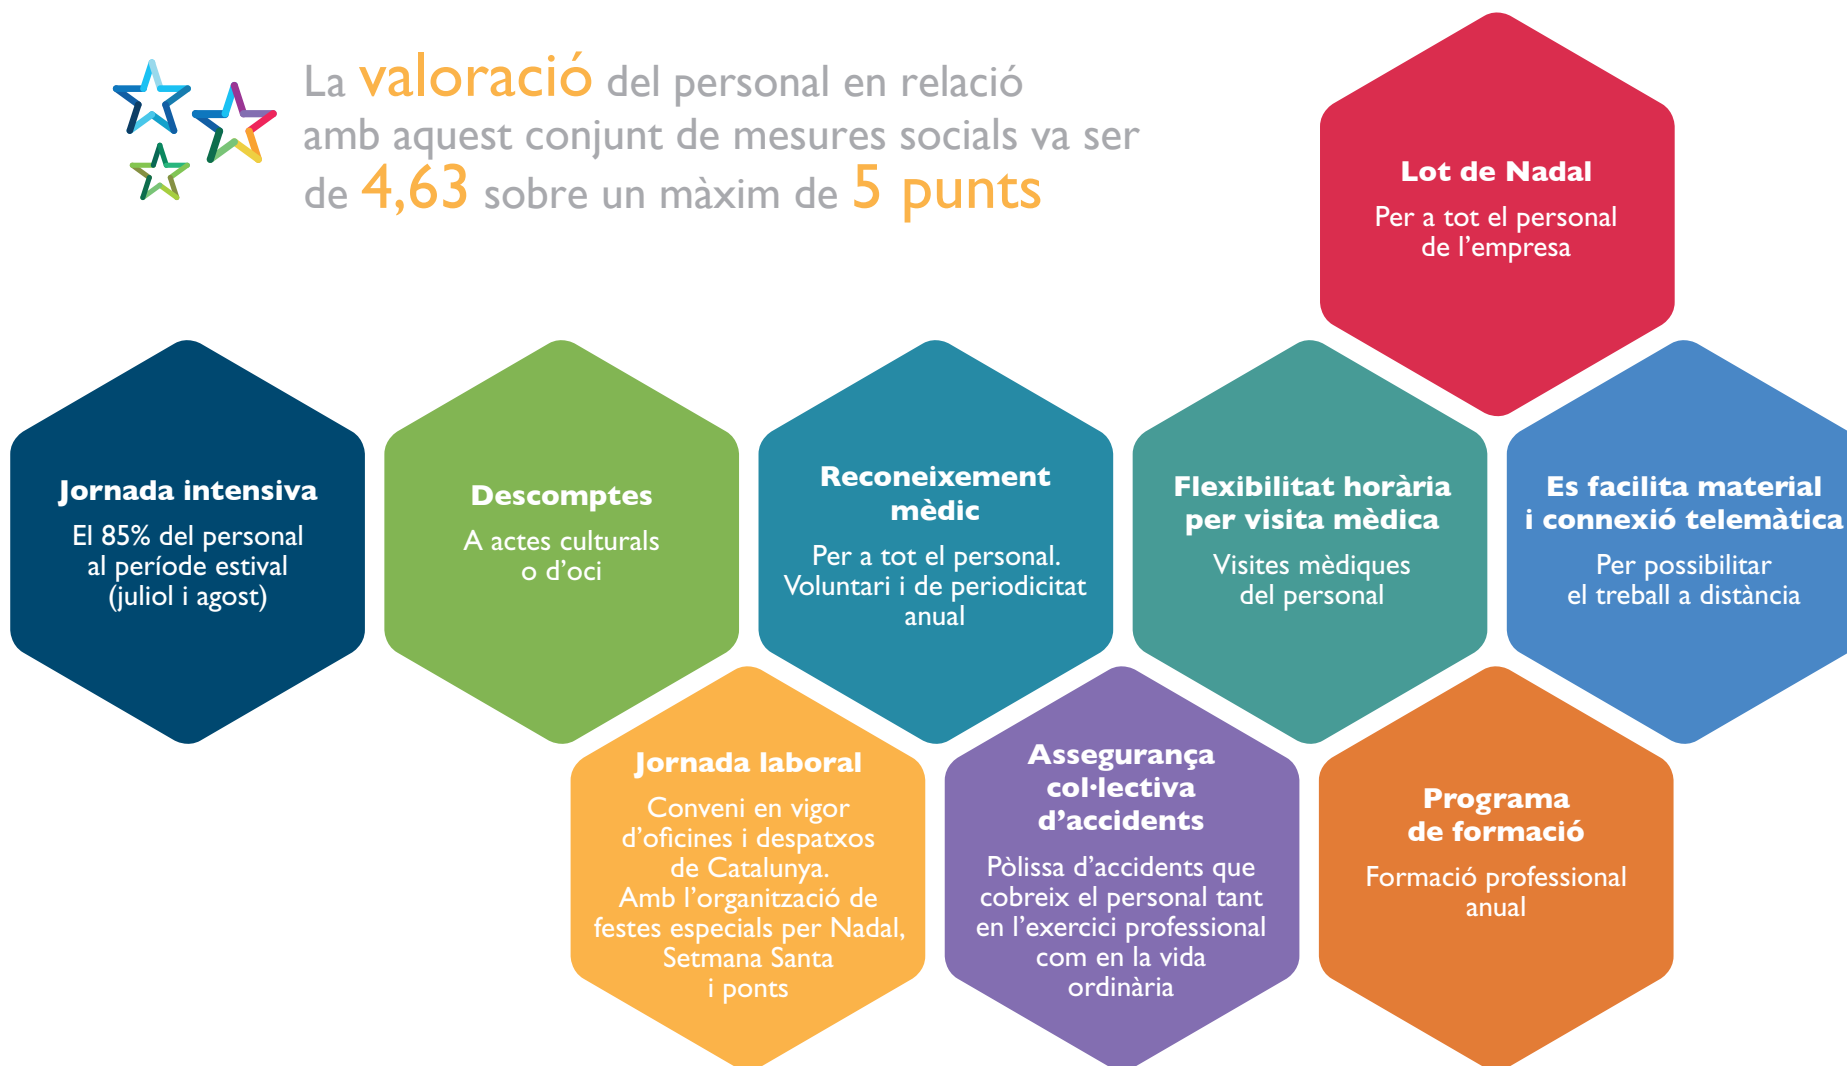 La valoració del personal en relació
amb aquest conjunt de mesures socials va ser
de 4,63 sobre un màxim de 5 punts
Lot de Nadal
Per a tot el personal
de l’empresa
Jornada intensiva
El 85% del personal
al període estival
(juliol i agost)
Descomptes
A actes culturals
o d’oci
Reconeixement
mèdic
Per a tot el personal.
Voluntari i de periodicitat
anual
Flexibilitat horària
per visita mèdica
Visites mèdiques
del personal
Es facilita material
i connexió telemàtica
Per possibilitar
el treball a distància
Jornada laboral
Conveni en vigor
d’oficines i despatxos
de Catalunya.
Amb l’organització de
festes especials per Nadal,
Setmana Santa
i ponts
Assegurança
col·lectiva
d’accidents
Pòlissa d’accidents que
cobreix el personal tant
en l’exercici professional
com en la vida
ordinària
Programa
de formació
Formació professional
anual